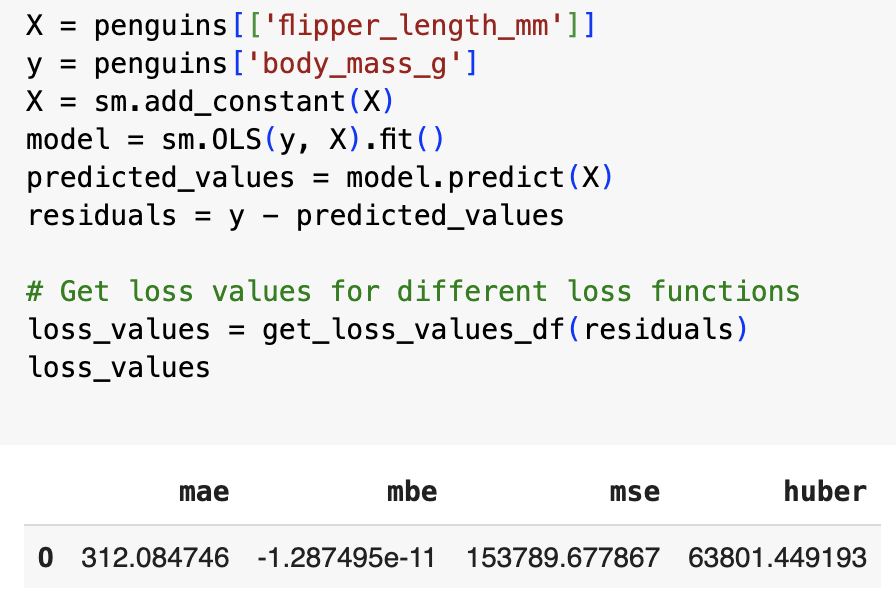 X = penguins[['flipper_length_mm']]
y = penguins['body_mass_g']
X = sm.add_constant(X)
model = sm.OLS(y, X).fit()
predicted_values = model.predict(X)
residuals = y - predicted_values
# Get loss values for different loss functions
loss_values = get_loss_values_df(residuals)
loss_values
mae mbe mse huber
0 312.084746 -1.287495e-11 153789.677867 63801.449193